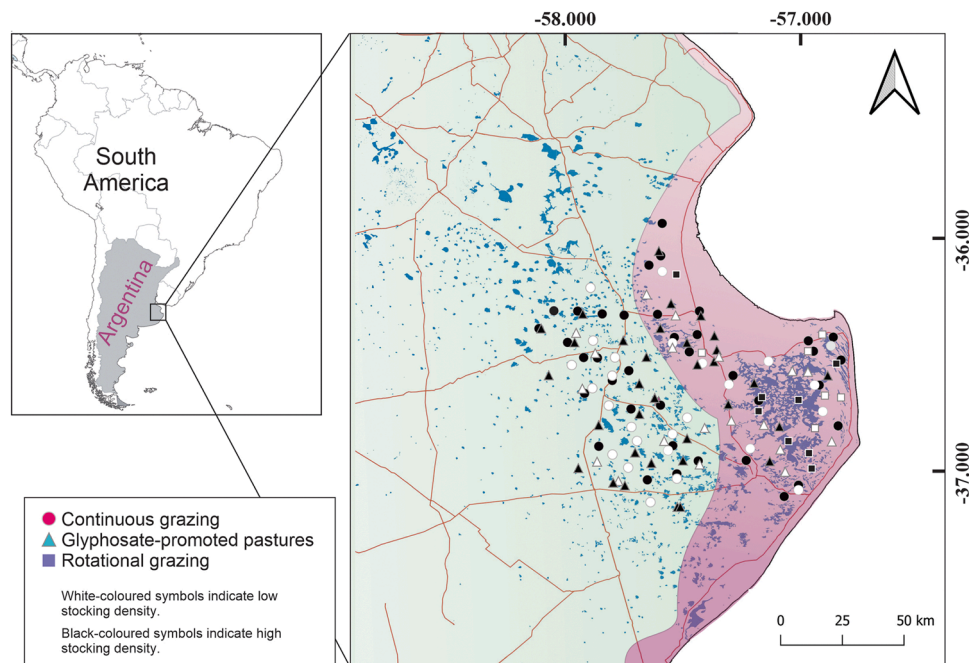 -58.000
-57.000
South
America
Argentina
-36.000
-37.000
Continuous grazing
Glyphosate-promoted pastures
Rotational grazing
White-coloured symbols indicate low
stocking density.
Black-coloured symbols indicate high
stocking density.
0 25 50 km